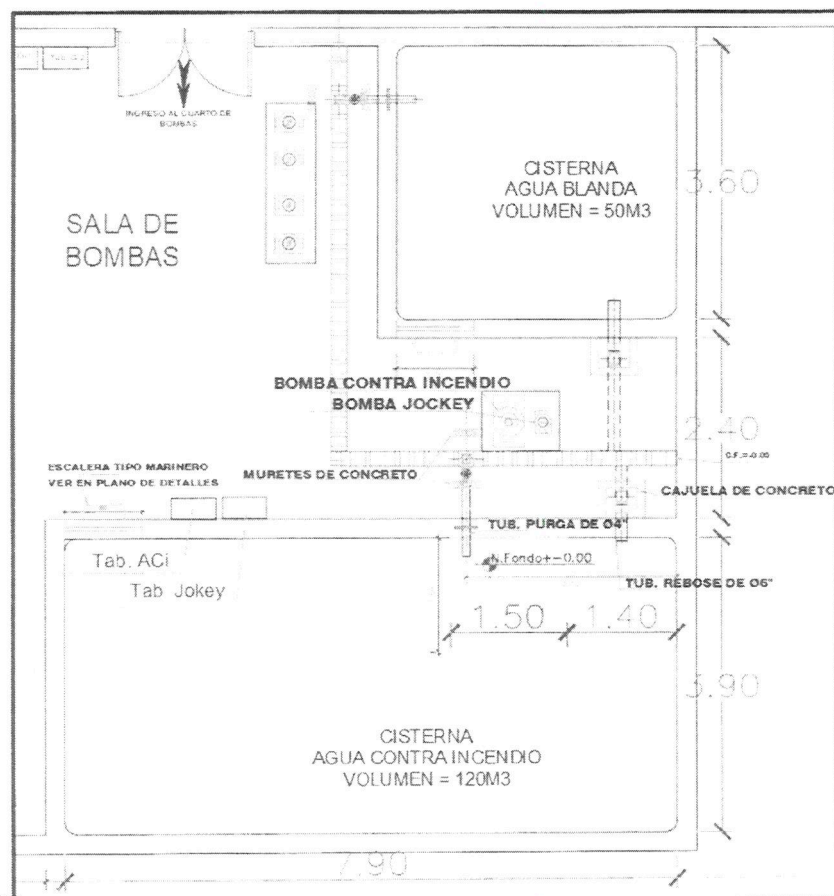 INGRESO AL CUARTO DE
BOMBAS
SALA DE
BOMBAS
CISTERNA
AGUA BLANDA
VOLUMEN = 50M3
3.60
BOMBA CONTRA INCENDIO
BOMBA JOCKEY
2.40
ESCALERA TIPO MARINERO
VER EN PLANO DE DETALLES
MURETES DE CONCRETO
CAJUELA DE CONCRETO
TUB. PURGA DE Ø4"
Tab. ACi
Tab Jokey
N.Fondo+-0.00
TUB. REBOSE DE Ø6"
1.50
1.40
3.90
CISTERNA
AGUA CONTRA INCENDIO
VOLUMEN = 120M3
7.90